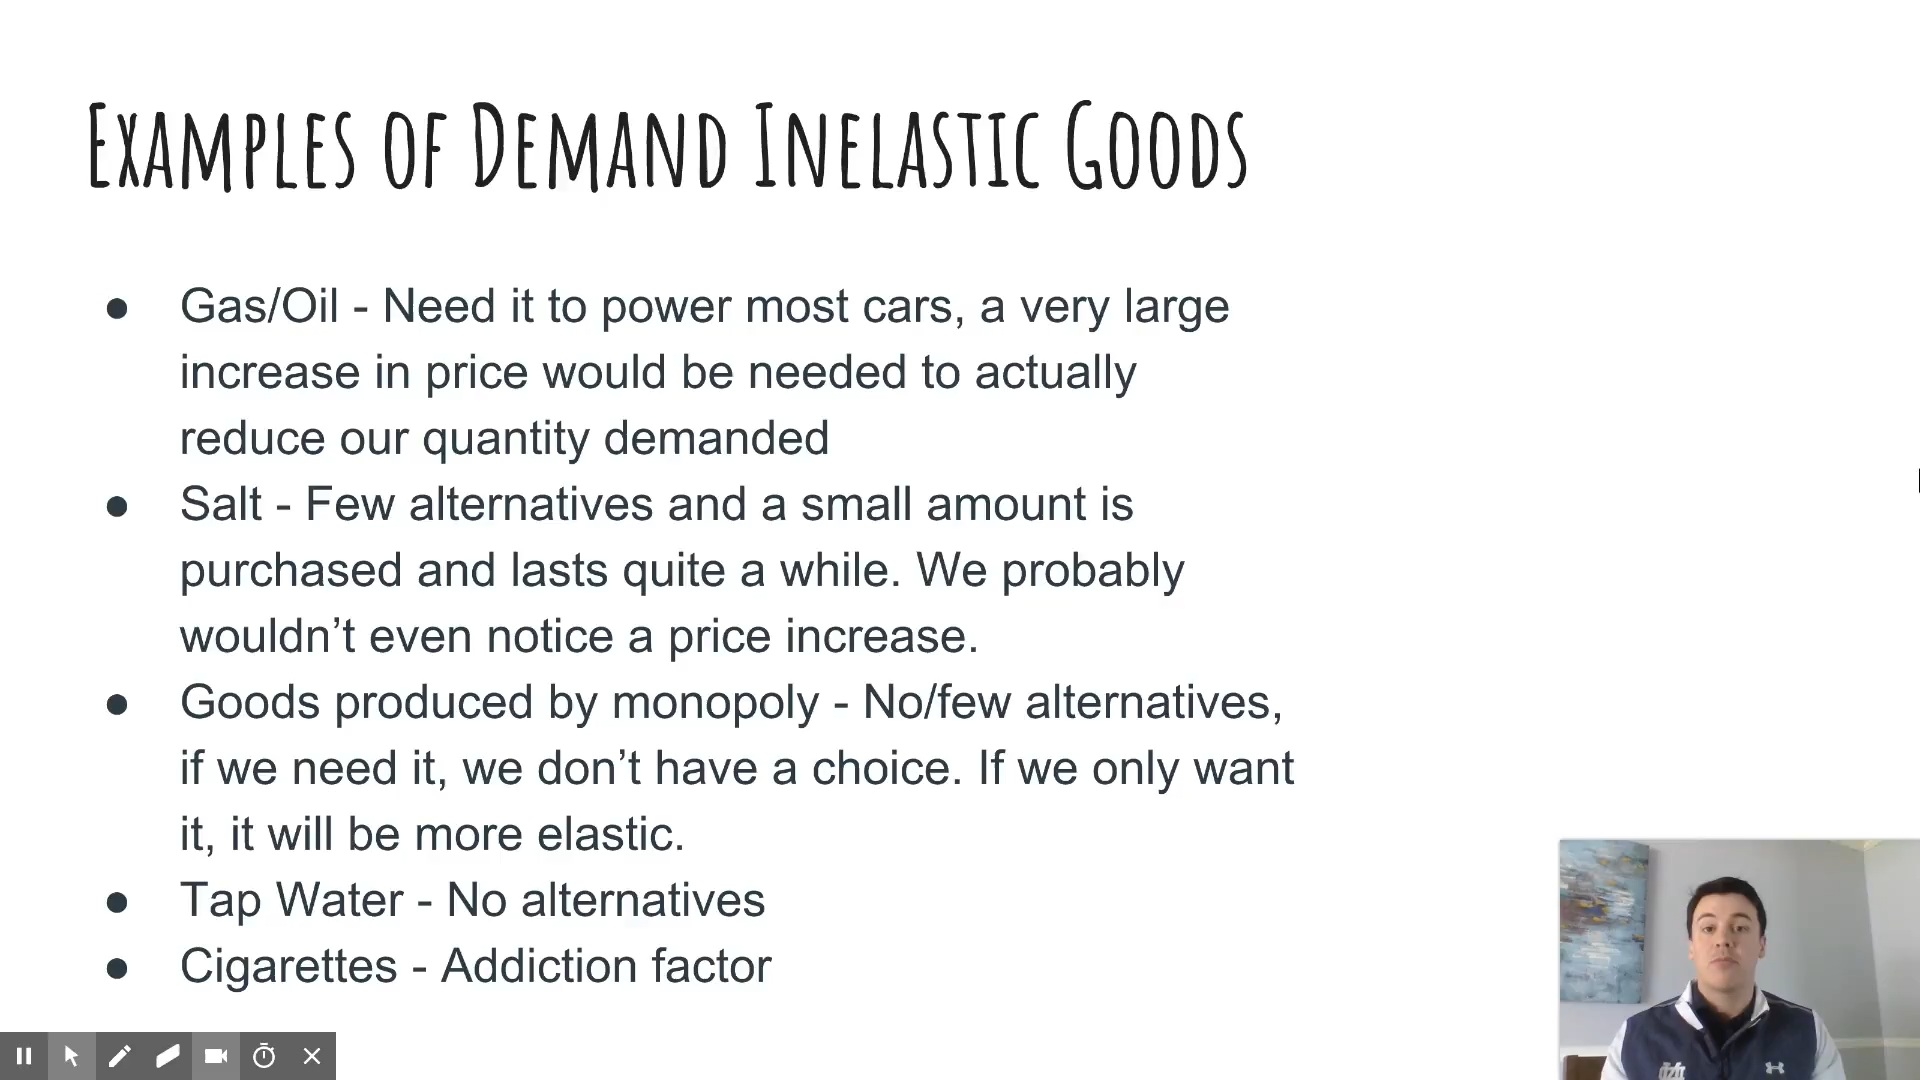 Examples of Demand Inelastic Goods
● Gas/Oil - Need it to power most cars, a very large
increase in price would be needed to actually
reduce our quantity demanded
● Salt - Few alternatives and a small amount is
purchased and lasts quite a while. We probably
wouldn’t even notice a price increase.
● Goods produced by monopoly - No/few alternatives,
if we need it, we don’t have a choice. If we only want
it, it will be more elastic.
● Tap Water - No alternatives
● Cigarettes - Addiction factor